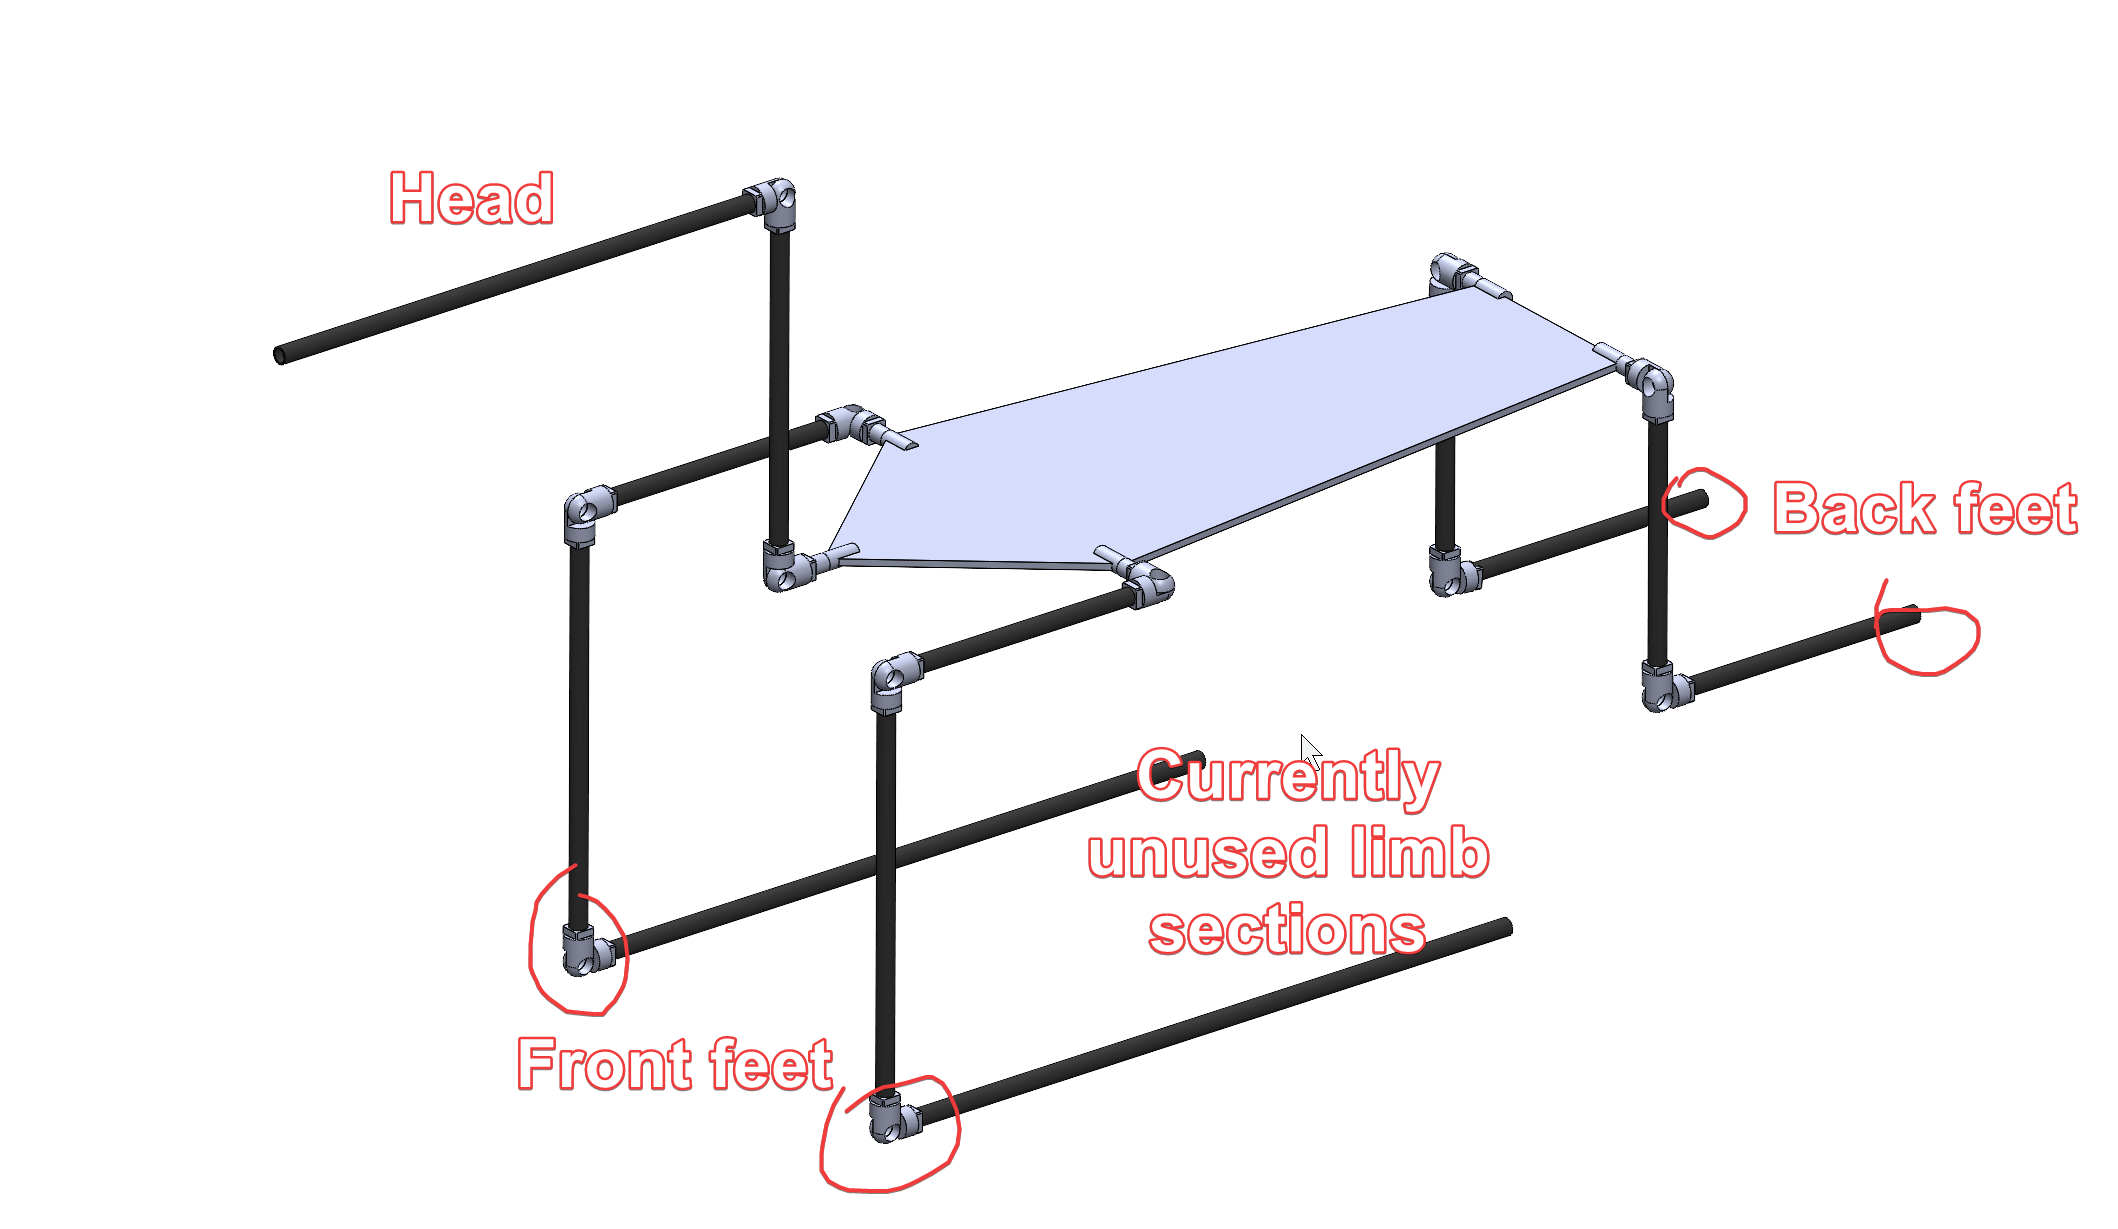 Head
Back feet
Currently
unused limb
sections
Front feet